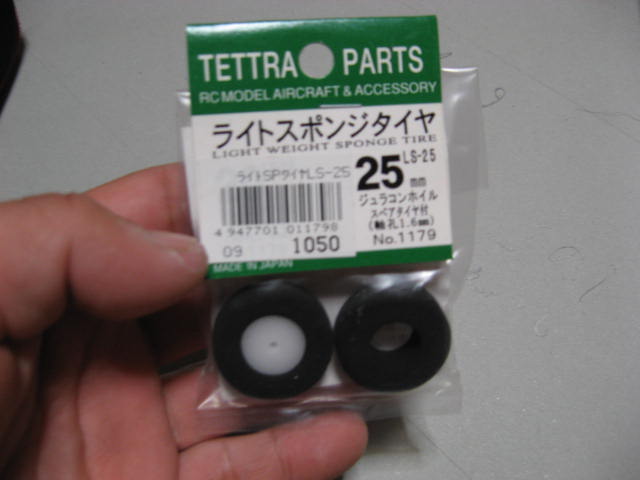 TETTRA PARTS
RC MODEL AIRCRAFT & ACCESSORY
ライトスポンジタイヤ
LIGHT WEIGHT SPONGE TIRE
ライトSPタイヤLS-25
25mm LS-25
ジュラコンホイル
スペアタイヤ付
(軸孔1.6mm)
No.1179
4 947701 011798
09 1050
MADE IN JAPAN